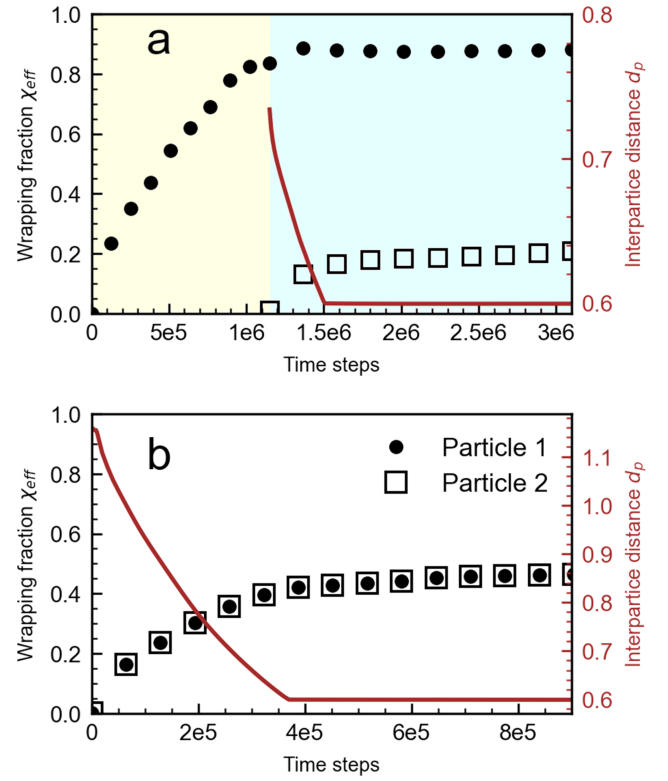 a
1.0
0.8
0.6
0.4
0.2
0.0
Wrapping fraction χeff
0
5e5
1e6
1.5e6
2e6
2.5e6
3e6
Time steps
0.8
0.7
0.6
Interpartice distance dp
b
1.0
0.8
0.6
0.4
0.2
0.0
Wrapping fraction χeff
Particle 1
Particle 2
0
2e5
4e5
6e5
8e5
Time steps
1.1
1.0
0.9
0.8
0.7
0.6
Interpartice distance dp